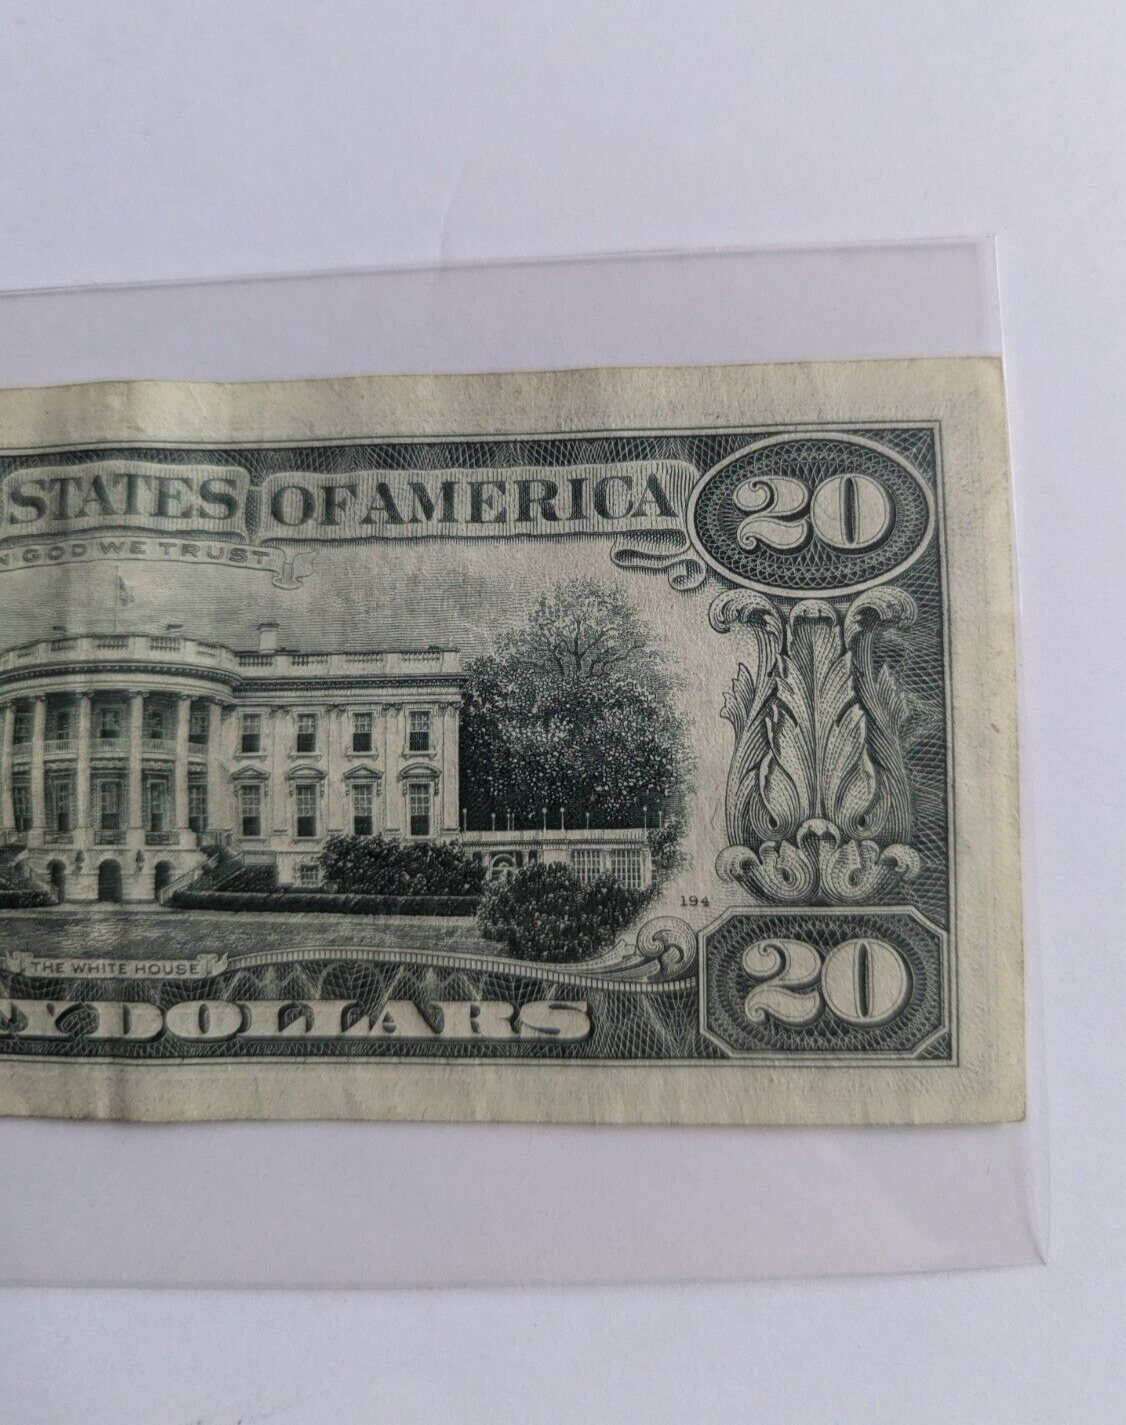 STATES OF AMERICA
20
N GOD WE TRUST
194
THE WHITE HOUSE
20
Y DOLLARS